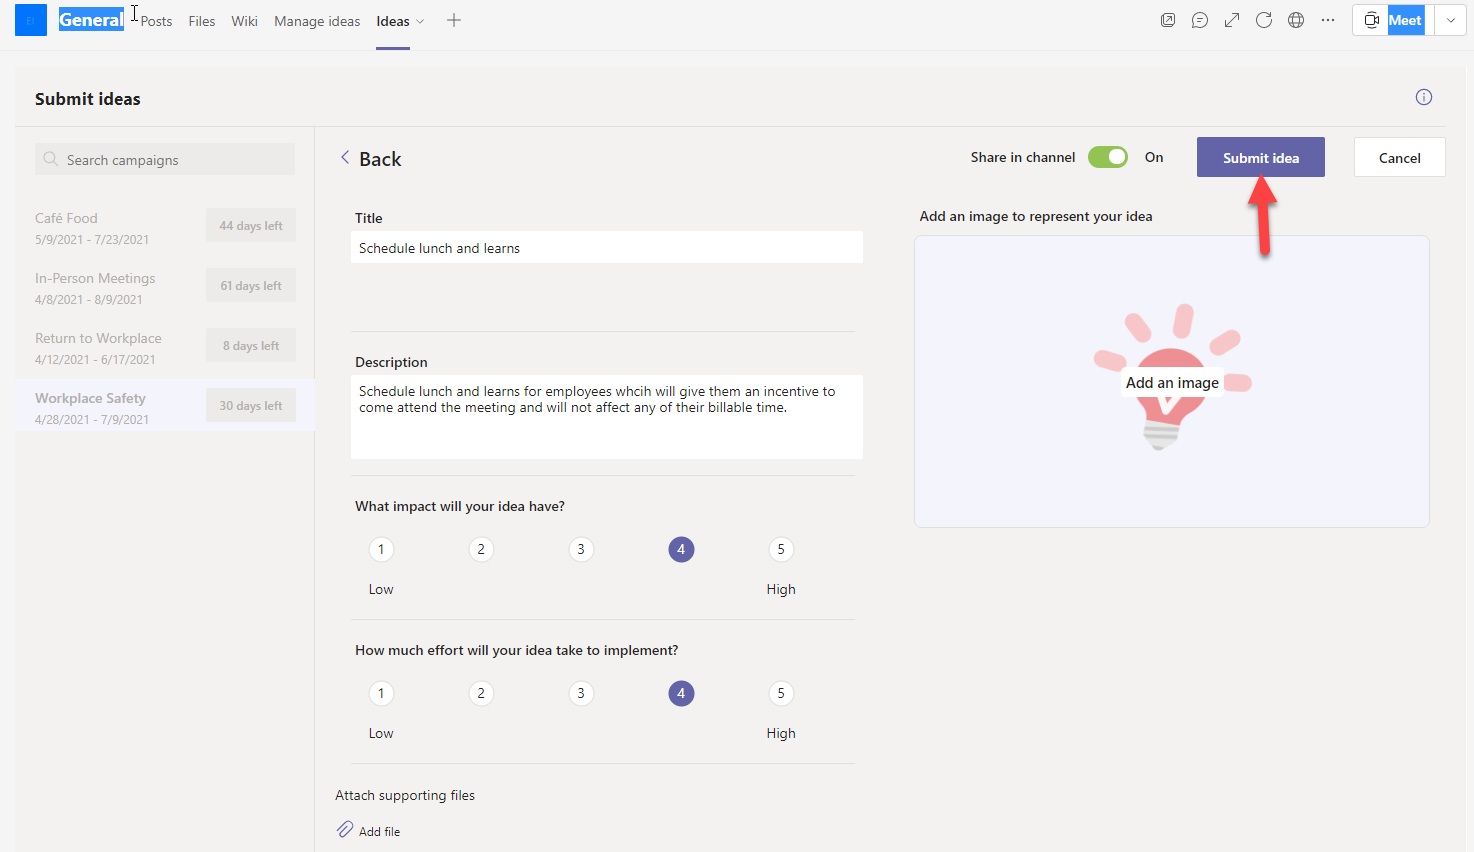 General Posts Files Wiki Manage ideas Ideas Meet
Submit ideas
Search campaigns
Café Food
5/9/2021 - 7/23/2021
44 days left
In-Person Meetings
4/8/2021 - 8/9/2021
61 days left
Return to Workplace
4/12/2021 - 6/17/2021
8 days left
Workplace Safety
4/28/2021 - 7/9/2021
30 days left
Back
Share in channel On Submit idea Cancel
Title
Schedule lunch and learns
Description
Schedule lunch and learns for employees whcih will give them an incentive to
come attend the meeting and will not affect any of their billable time.
What impact will your idea have?
1 2 3 4 5
Low High
How much effort will your idea take to implement?
1 2 3 4 5
Low High
Attach supporting files
Add file
Add an image to represent your idea
Add an image